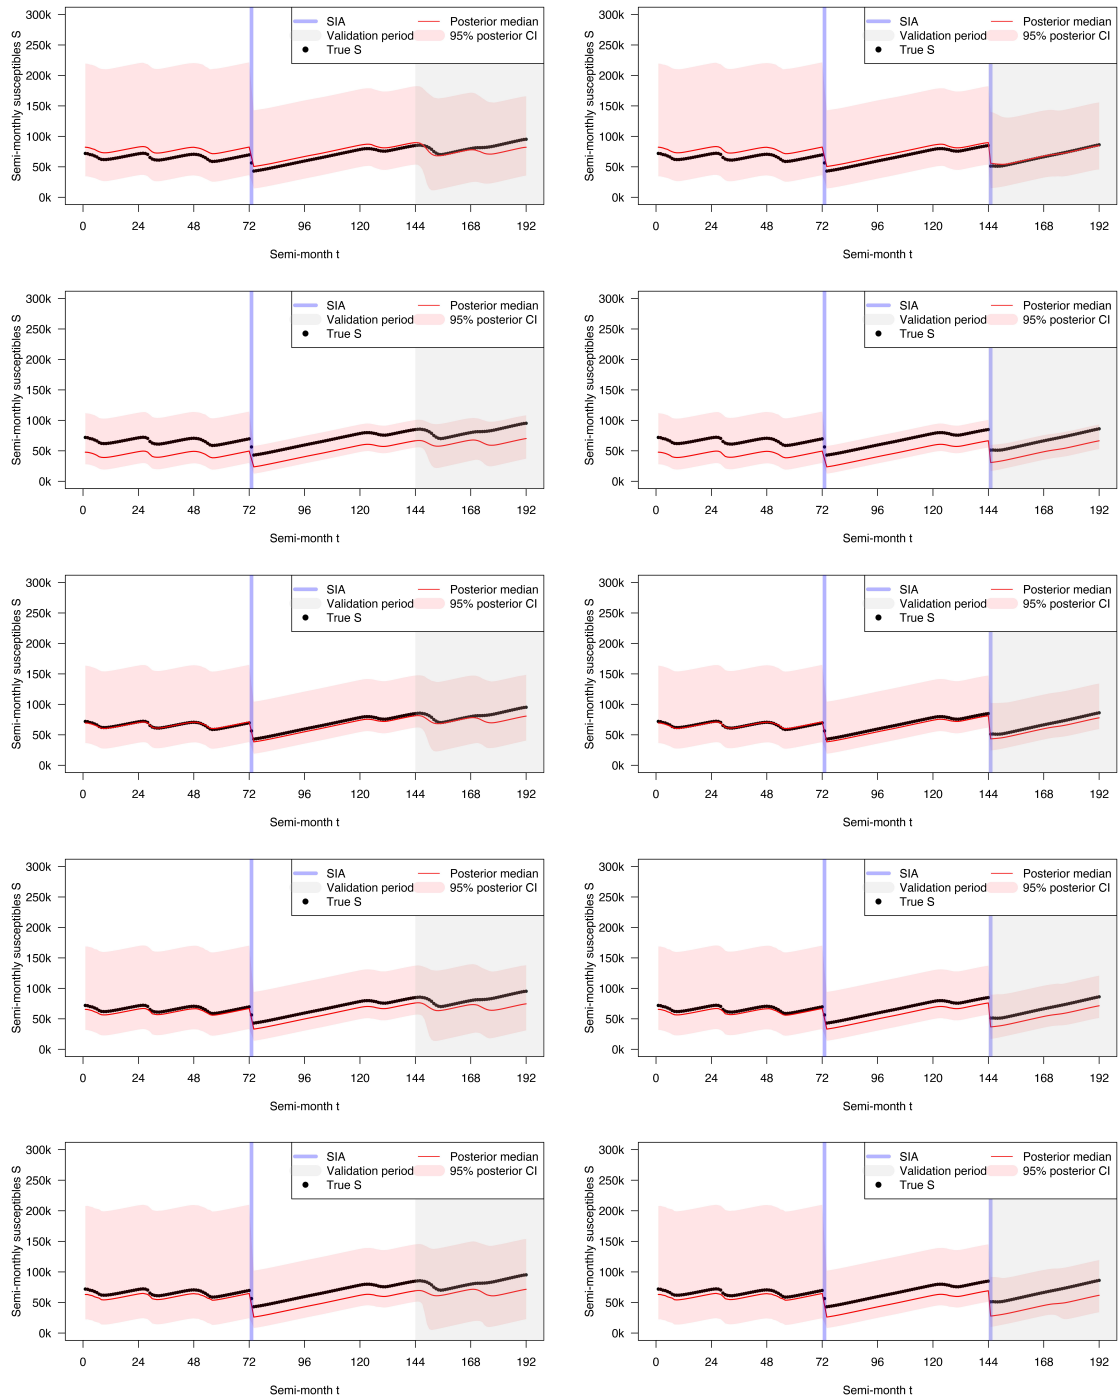 Semi-monthly susceptibles S
300k
250k
200k
150k
100k
50k
0k
SIA
Validation period
True S
Posterior median
95% posterior CI
0 24 48 72 96 120 144 168 192
Semi-month t
Semi-monthly susceptibles S
300k
250k
200k
150k
100k
50k
0k
SIA
Validation period
True S
Posterior median
95% posterior CI
0 24 48 72 96 120 144 168 192
Semi-month t
Semi-monthly susceptibles S
300k
250k
200k
150k
100k
50k
0k
SIA
Validation period
True S
Posterior median
95% posterior CI
0 24 48 72 96 120 144 168 192
Semi-month t
Semi-monthly susceptibles S
300k
250k
200k
150k
100k
50k
0k
SIA
Validation period
True S
Posterior median
95% posterior CI
0 24 48 72 96 120 144 168 192
Semi-month t
Semi-monthly susceptibles S
300k
250k
200k
150k
100k
50k
0k
SIA
Validation period
True S
Posterior median
95% posterior CI
0 24 48 72 96 120 144 168 192
Semi-month t
Semi-monthly susceptibles S
300k
250k
200k
150k
100k
50k
0k
SIA
Validation period
True S
Posterior median
95% posterior CI
0 24 48 72 96 120 144 168 192
Semi-month t
Semi-monthly susceptibles S
300k
250k
200k
150k
100k
50k
0k
SIA
Validation period
True S
Posterior median
95% posterior CI
0 24 48 72 96 120 144 168 192
Semi-month t
Semi-monthly susceptibles S
300k
250k
200k
150k
100k
50k
0k
SIA
Validation period
True S
Posterior median
95% posterior CI
0 24 48 72 96 120 144 168 192
Semi-month t
Semi-monthly susceptibles S
300k
250k
200k
150k
100k
50k
0k
SIA
Validation period
True S
Posterior median
95% posterior CI
0 24 48 72 96 120 144 168 192
Semi-month t
Semi-monthly susceptibles S
300k
250k
200k
150k
100k
50k
0k
SIA
Validation period
True S
Posterior median
95% posterior CI
0 24 48 72 96 120 144 168 192
Semi-month t